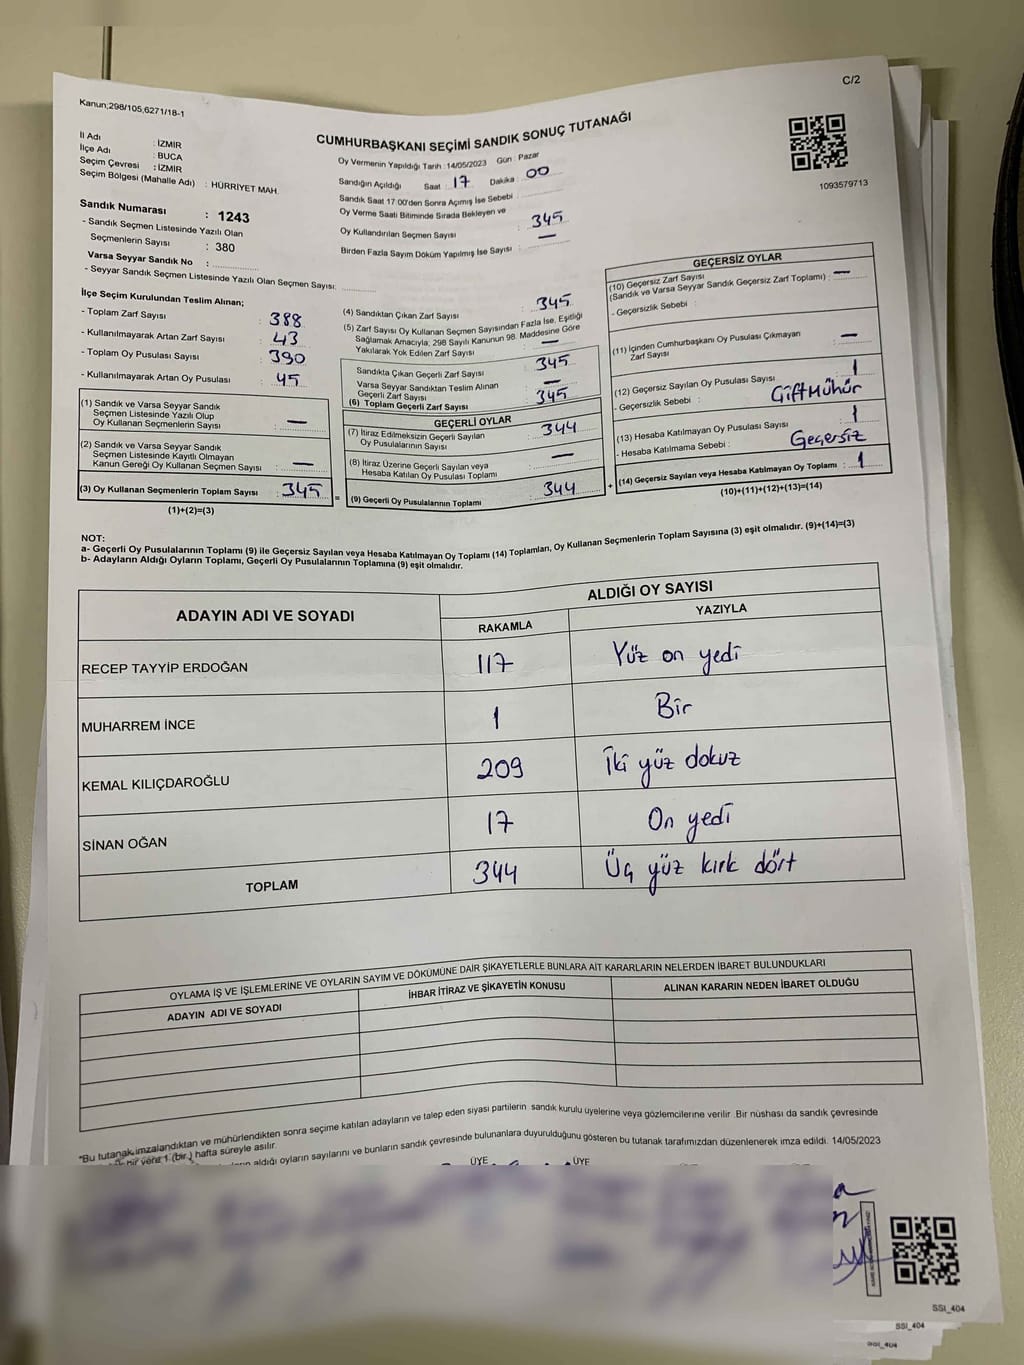 C/2
Kanun;298/105,6271/18-1
CUMHURBAŞKANI SEÇİMİ SANDIK SONUÇ TUTANAĞI
İl Adı : İZMİR
İlçe Adı : BUCA
Seçim Çevresi : İZMİR
Seçim Bölgesi (Mahalle Adı) : HÜRRİYET MAH.
Oy Vermenin Yapıldığı Tarih : 14/05/2023 Gün : Pazar
Sandığın Açıldığı Saat 17 Dakika 00
Sandık Saat 17 00'den Sonra Açımış İse Sebebi
Oy Verme Saati Bitiminde Sırada Bekleyen ve
Oy Kullandırılan Seçmen Sayısı : 345
Birden Fazla Sayım Döküm Yapılmış İse Sayısı : —
1093579713
Sandık Numarası : 1243
- Sandık Seçmen Listesinde Yazılı Olan
Seçmenlerin Sayısı : 380
Varsa Seyyar Sandık No :
- Seyyar Sandık Seçmen Listesinde Yazılı Olan Seçmen Sayısı:
İlçe Seçim Kurulundan Teslim Alınan;
- Toplam Zarf Sayısı : 388
- Kullanılmayarak Artan Zarf Sayısı : 43
- Toplam Oy Pusulası Sayısı : 390
- Kullanılmayarak Artan Oy Pusulası : 45
(1) Sandık ve Varsa Seyyar Sandık
Seçmen Listesinde Yazılı Olup
Oy Kullanan Seçmenlerin Sayısı : —
(2) Sandık ve Varsa Seyyar Sandık
Seçmen Listesinde Kayıtlı Olmayan
Kanun Gereği Oy Kullanan Seçmen Sayısı : —
(3) Oy Kullanan Seçmenlerin Toplam Sayısı : 345 =
(1)+(2)=(3)
(4) Sandıktan Çıkan Zarf Sayısı : 345
(5) Zarf Sayısı Oy Kullanan Seçmen Sayısından Fazla İse, Eşitliği
Sağlamak Amacıyla; 298 Sayılı Kanunun 98. Maddesine Göre
Yakılarak Yok Edilen Zarf Sayısı : —
Sandıkta Çıkan Geçerli Zarf Sayısı : 345
Varsa Seyyar Sandıktan Teslim Alınan
Geçerli Zarf Sayısı : —
(6) Toplam Geçerli Zarf Sayısı : 345
GEÇERLİ OYLAR
(7) İtiraz Edilmeksizin Geçerli Sayılan
Oy Pusulasının Sayısı : 344
(8) İtiraz Üzerine Geçerli Sayılan veya
Hesaba Katılan Oy Pusulası Toplamı : —
(9) Geçerli Oy Pusulalarının Toplamı : 344 +
GEÇERSİZ OYLAR
(10) Geçersiz Zarf Sayısı
(Sandık ve Varsa Seyyar Sandık Geçersiz Zarf Toplamı) : —
- Geçersizlik Sebebi :
(11) İçinden Cumhurbaşkanı Oy Pusulası Çıkmayan
Zarf Sayısı : —
(12) Geçersiz Sayılan Oy Pusulası Sayısı : 1
- Geçersizlik Sebebi : Çift Mühür
(13) Hesaba Katılmayan Oy Pusulası Sayısı : 1
- Hesaba Katılmama Sebebi : Geçersiz
(14) Geçersiz Sayılan veya Hesaba Katılmayan Oy Toplamı : 1
(10)+(11)+(12)+(13)=(14)
NOT:
a- Geçerli Oy Pusulalarının Toplamı (9) ile Geçersiz Sayılan veya Hesaba Katılmayan Oy Toplamı (14) Toplamları, Oy Kullanan Seçmenlerin Toplam Sayısına (3) eşit olmalıdır. (9)+(14)=(3)
b- Adayların Aldığı Oyların Toplamı, Geçerli Oy Pusulalarının Toplamına (9) eşit olmalıdır.
ADAYIN ADI VE SOYADI ALDIĞI OY SAYISI
RAKAMLA YAZIYLA
RECEP TAYYİP ERDOĞAN 117 Yüz on yedi
MUHARREM İNCE 1 Bir
KEMAL KILIÇDAROĞLU 209 İki yüz dokuz
SİNAN OĞAN 17 On yedi
TOPLAM 344 Üç yüz kırk dört
OYLAMA İŞ VE İŞLEMLERİNE VE OYLARIN SAYIM VE DÖKÜMÜNE DAİR ŞİKAYETLERLE BUNLARA AİT KARARLARIN NELERDEN İBARET BULUNDUKLARI
ADAYIN ADI VE SOYADI İHBAR İTİRAZ VE ŞİKAYETİN KONUSU ALINAN KARARIN NEDEN İBARET OLDUĞU
*Bu tutanak imzalandıktan ve mühürlendikten sonra seçime katılan adayların ve talep eden siyasi partilerin sandık kurulu üyelerine veya gözlemcilerine verilir. Bir nüshası da sandık çevresinde
bir yere 1 (bir) hafta süreyle asılır.
aldığı oyların sayılarını ve bunların sandık çevresinde bulunanlara duyurulduğunu gösteren bu tutanak tarafımızdan düzenlenerek imza edildi. 14/05/2023
ÜYE ÜYE
SSI_404
SSI_404
SSI_404